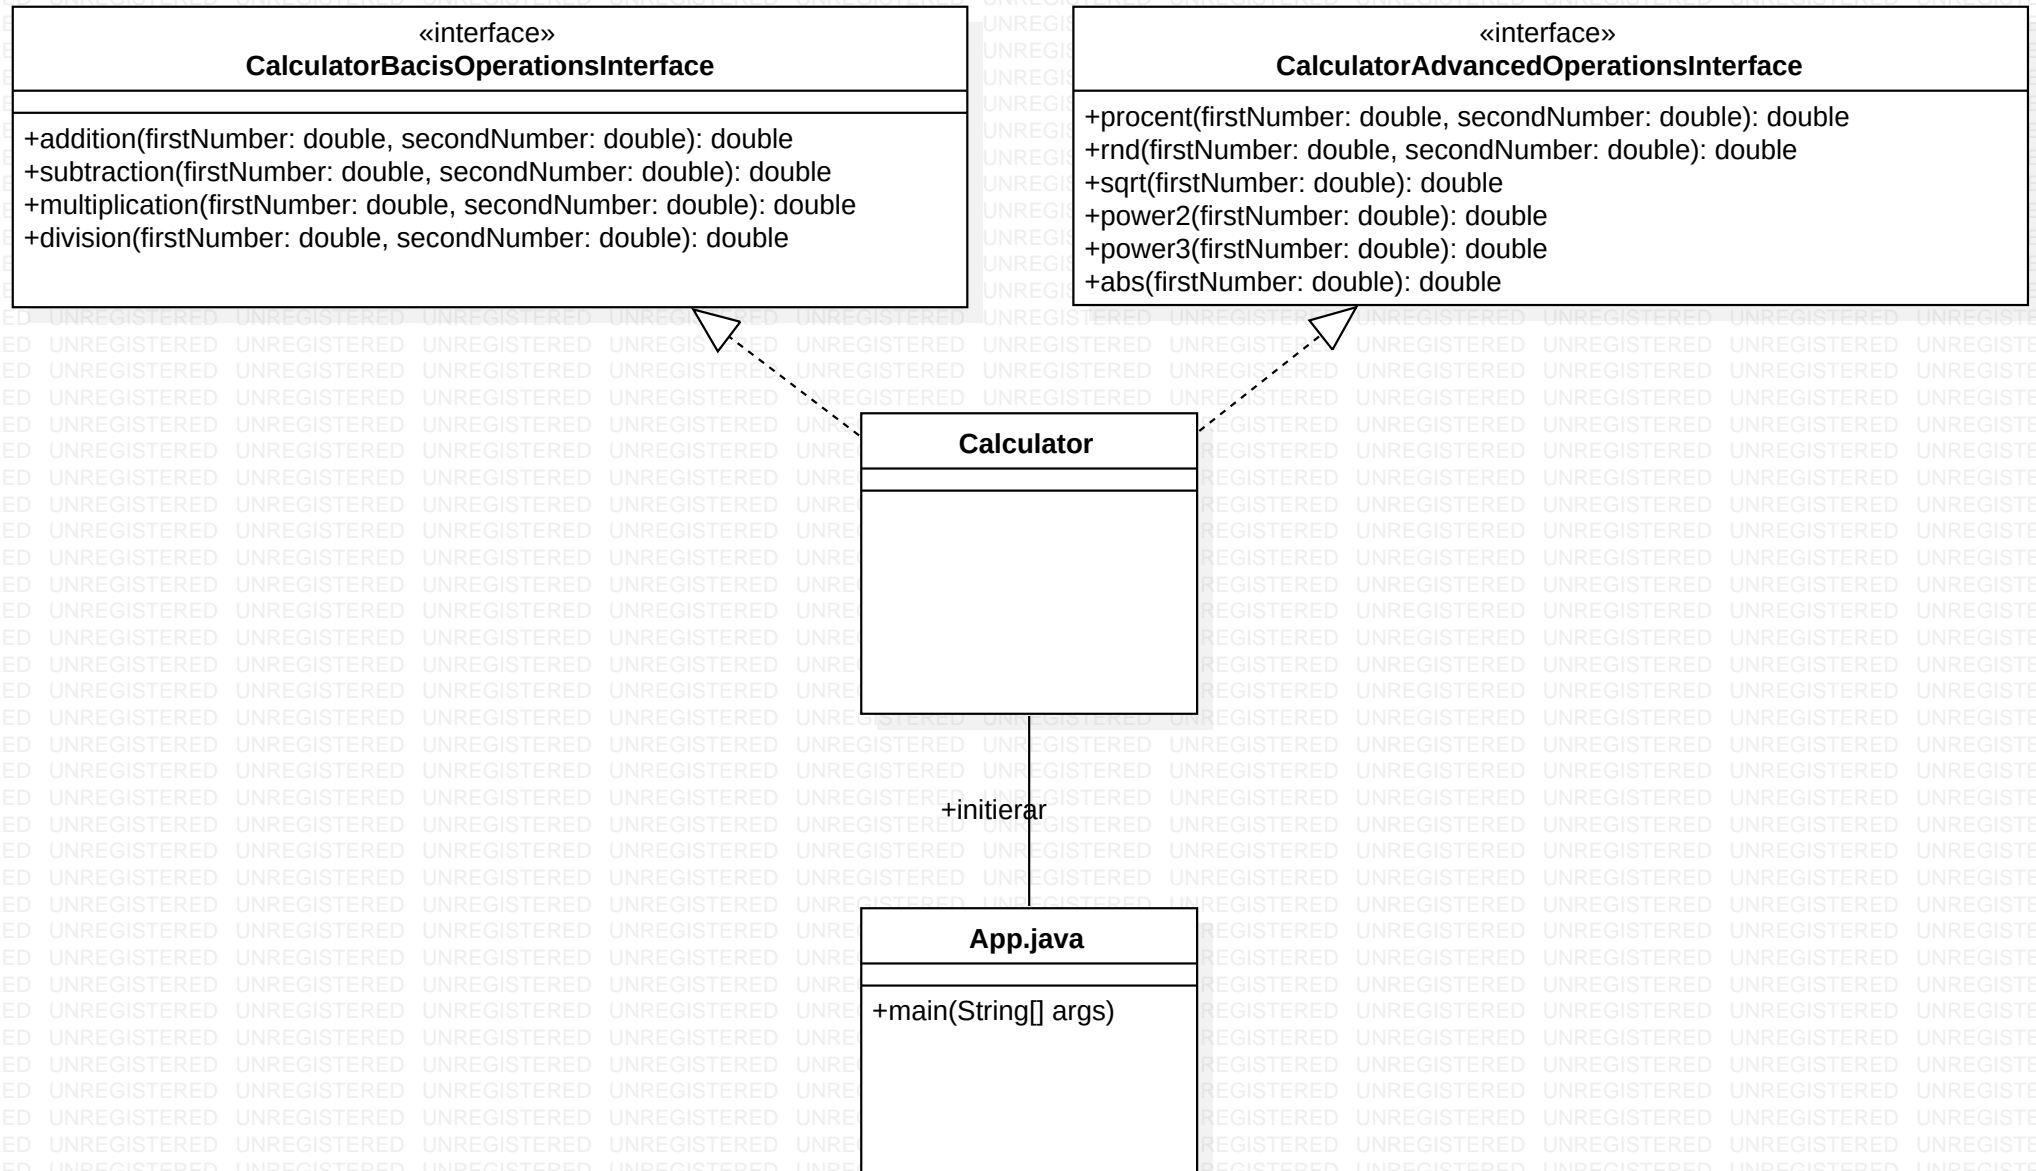 «interface»
CalculatorBacisOperationsInterface
+addition(firstNumber: double, secondNumber: double): double
+subtraction(firstNumber: double, secondNumber: double): double
+multiplication(firstNumber: double, secondNumber: double): double
+division(firstNumber: double, secondNumber: double): double
«interface»
CalculatorAdvancedOperationsInterface
+procent(firstNumber: double, secondNumber: double): double
+rnd(firstNumber: double, secondNumber: double): double
+sqrt(firstNumber: double): double
+power2(firstNumber: double): double
+power3(firstNumber: double): double
+abs(firstNumber: double): double
Calculator
+initierar
App.java
+main(String[] args)
UNREGISTERED